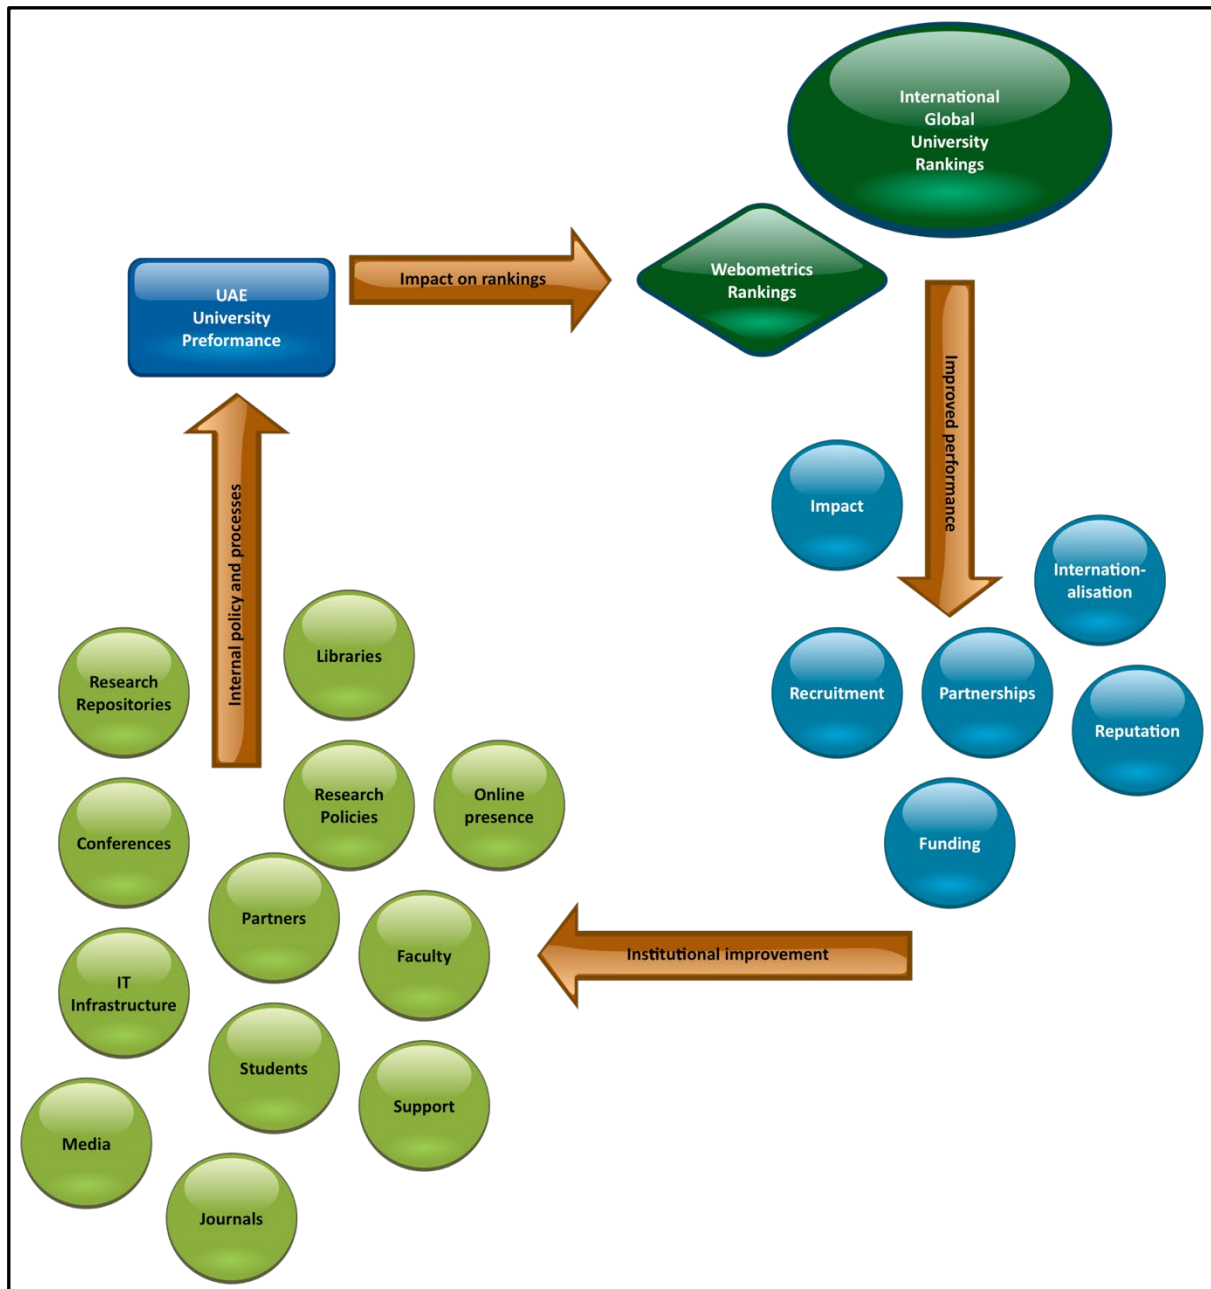 International
Global
University
Rankings
Webometrics
Rankings
Impact on rankings
UAE
University
Preformance
Improved performance
Internal policy and processes
Impact
Internation-
alisation
Recruitment
Partnerships
Reputation
Funding
Libraries
Research
Repositories
Research
Policies
Online
presence
Conferences
Partners
Faculty
Institutional improvement
IT
Infrastructure
Students
Support
Media
Journals